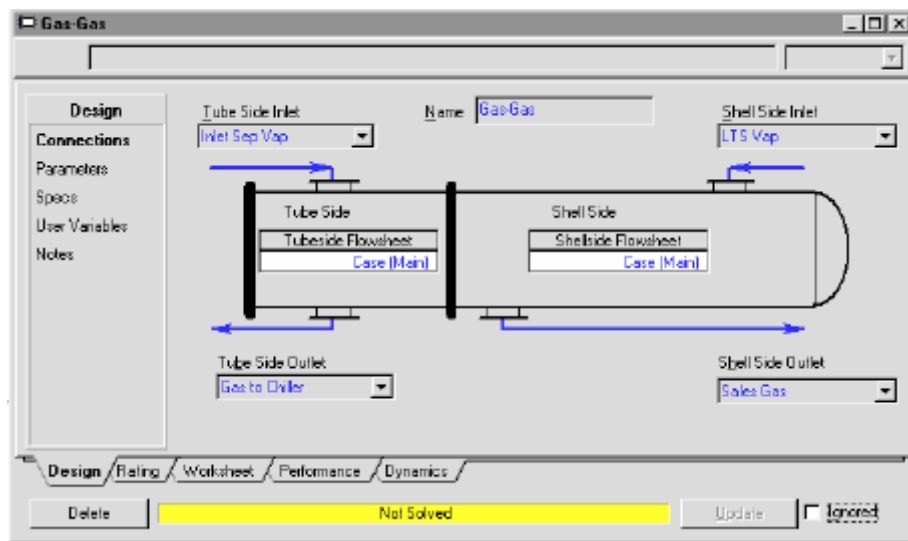 Gas-Gas
Design
Connections
Parameters
Specs
User Variables
Notes
Tube Side Inlet
Inlet Sep Vap
Name Gas-Gas
Shell Side Inlet
LTS Vap
Tube Side
Tubeside Flowsheet
Case (Main)
Shell Side
Shellside Flowsheet
Case (Main)
Tube Side Outlet
Gas to Chiller
Shell Side Outlet
Sales Gas
Design Rating Worksheet Performance Dynamics
Delete Not Solved Update Ignored